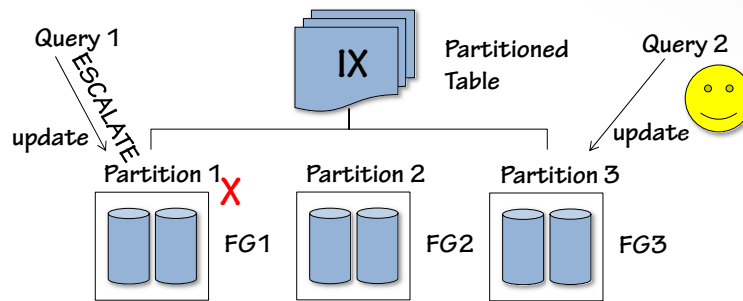 Query 1
ESCALATE
update
IX
Partitioned
Table
Query 2
update
Partition 1
X
Partition 2
Partition 3
FG1
FG2
FG3